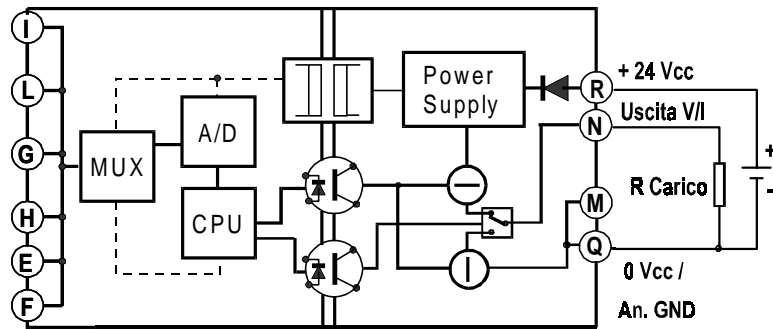 I
L
G
H
E
F
MUX
A/D
CPU
Power
Supply
R
N
M
Q
+ 24 Vcc
Uscita V/I
R Carico
+
-
0 Vcc /
An. GND